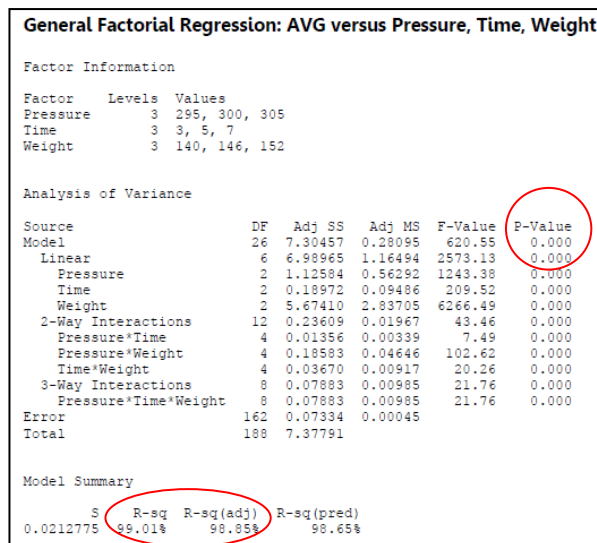 General Factorial Regression: AVG versus Pressure, Time, Weight
Factor Information
Factor Levels Values
Pressure 3 295, 300, 305
Time 3 3, 5, 7
Weight 3 140, 146, 152
Analysis of Variance
Source DF Adj SS Adj MS F-Value P-Value
Model 26 7.30457 0.28095 620.55 0.000
Linear 6 6.98965 1.16494 2573.13 0.000
Pressure 2 1.12584 0.56292 1243.38 0.000
Time 2 0.18972 0.09486 209.52 0.000
Weight 2 5.67410 2.83705 6266.49 0.000
2-Way Interactions 12 0.23609 0.01967 43.46 0.000
Pressure*Time 4 0.01356 0.00339 7.49 0.000
Pressure*Weight 4 0.18583 0.04646 102.62 0.000
Time*Weight 4 0.03670 0.00917 20.26 0.000
3-Way Interactions 8 0.07883 0.00985 21.76 0.000
Pressure*Time*Weight 8 0.07883 0.00985 21.76 0.000
Error 162 0.07334 0.00045
Total 188 7.37791
Model Summary
S R-sq R-sq(adj) R-sq(pred)
0.0212775 99.01% 98.85% 98.65%